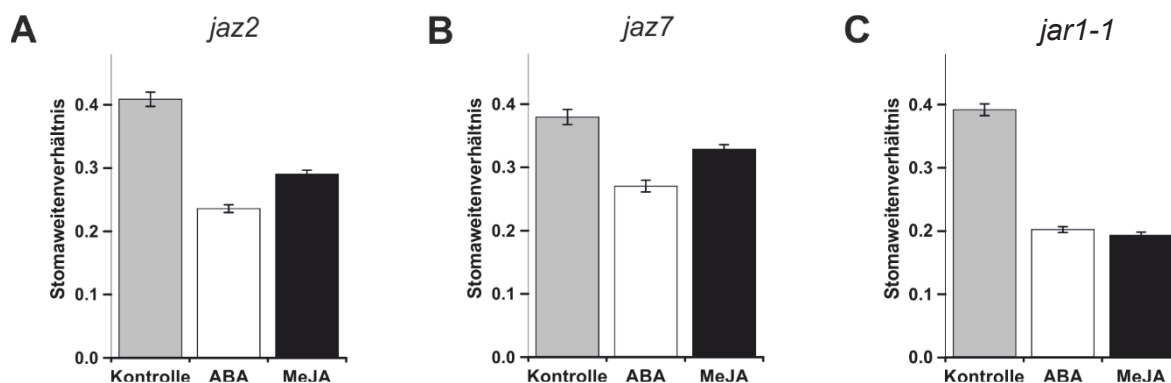 A
jaz2
Stomaweitenverhältnis
0.4
0.3
0.2
0.1
0.0
Kontrolle ABA MeJA
B
jaz7
Stomaweitenverhältnis
0.4
0.3
0.2
0.1
0.0
Kontrolle ABA MeJA
C
jar1-1
Stomaweitenverhältnis
0.4
0.3
0.2
0.1
0.0
Kontrolle ABA MeJA